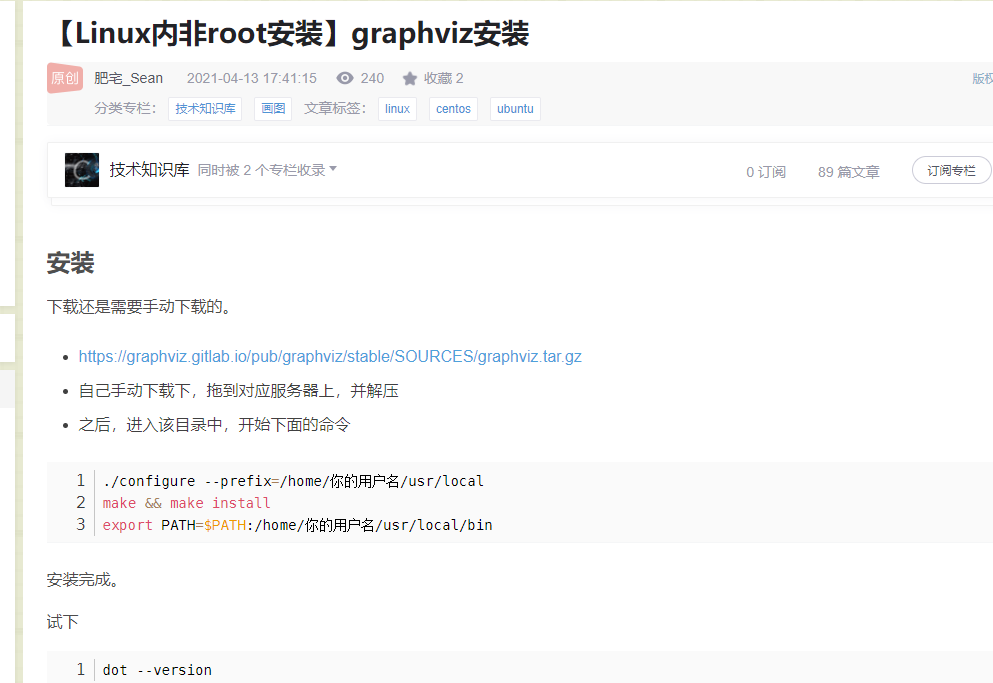 【Linux内非root安装】graphviz安装
原创 肥宅_Sean 2021-04-13 17:41:15 240 收藏 2 版权
分类专栏： 技术知识库 画图 文章标签： linux centos ubuntu
技术知识库 同时被 2 个专栏收录 0 订阅 89 篇文章 订阅专栏
安装
下载还是需要手动下载的。
https://graphviz.gitlab.io/pub/graphviz/stable/SOURCES/graphviz.tar.gz
自己手动下载下，拖到对应服务器上，并解压
之后，进入该目录中，开始下面的命令
1 ./configure --prefix=/home/你的用户名/usr/local
2 make && make install
3 export PATH=$PATH:/home/你的用户名/usr/local/bin
安装完成。
试下
1 dot --version